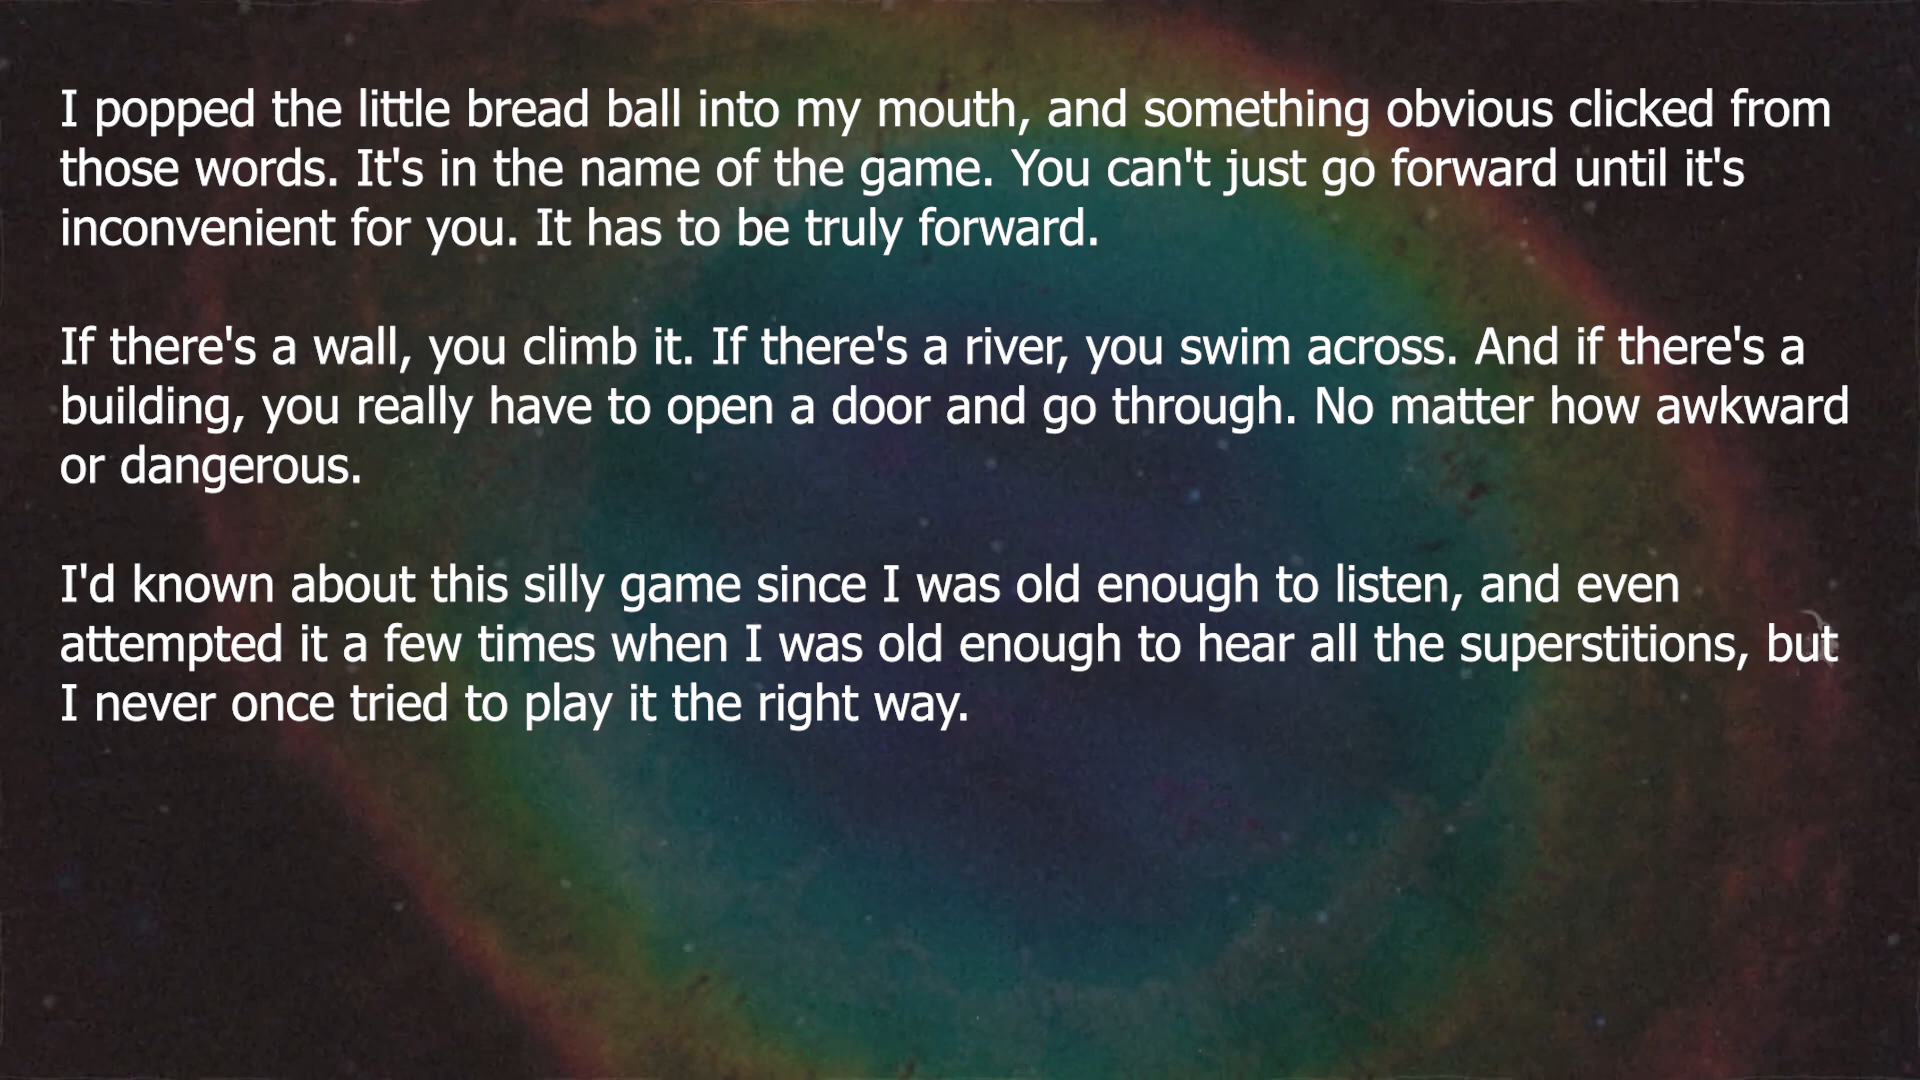 I popped the little bread ball into my mouth, and something obvious clicked from
those words. It's in the name of the game. You can't just go forward until it's
inconvenient for you. It has to be truly forward.
If there's a wall, you climb it. If there's a river, you swim across. And if there's a
building, you really have to open a door and go through. No matter how awkward
or dangerous.
I'd known about this silly game since I was old enough to listen, and even
attempted it a few times when I was old enough to hear all the superstitions, but
I never once tried to play it the right way.